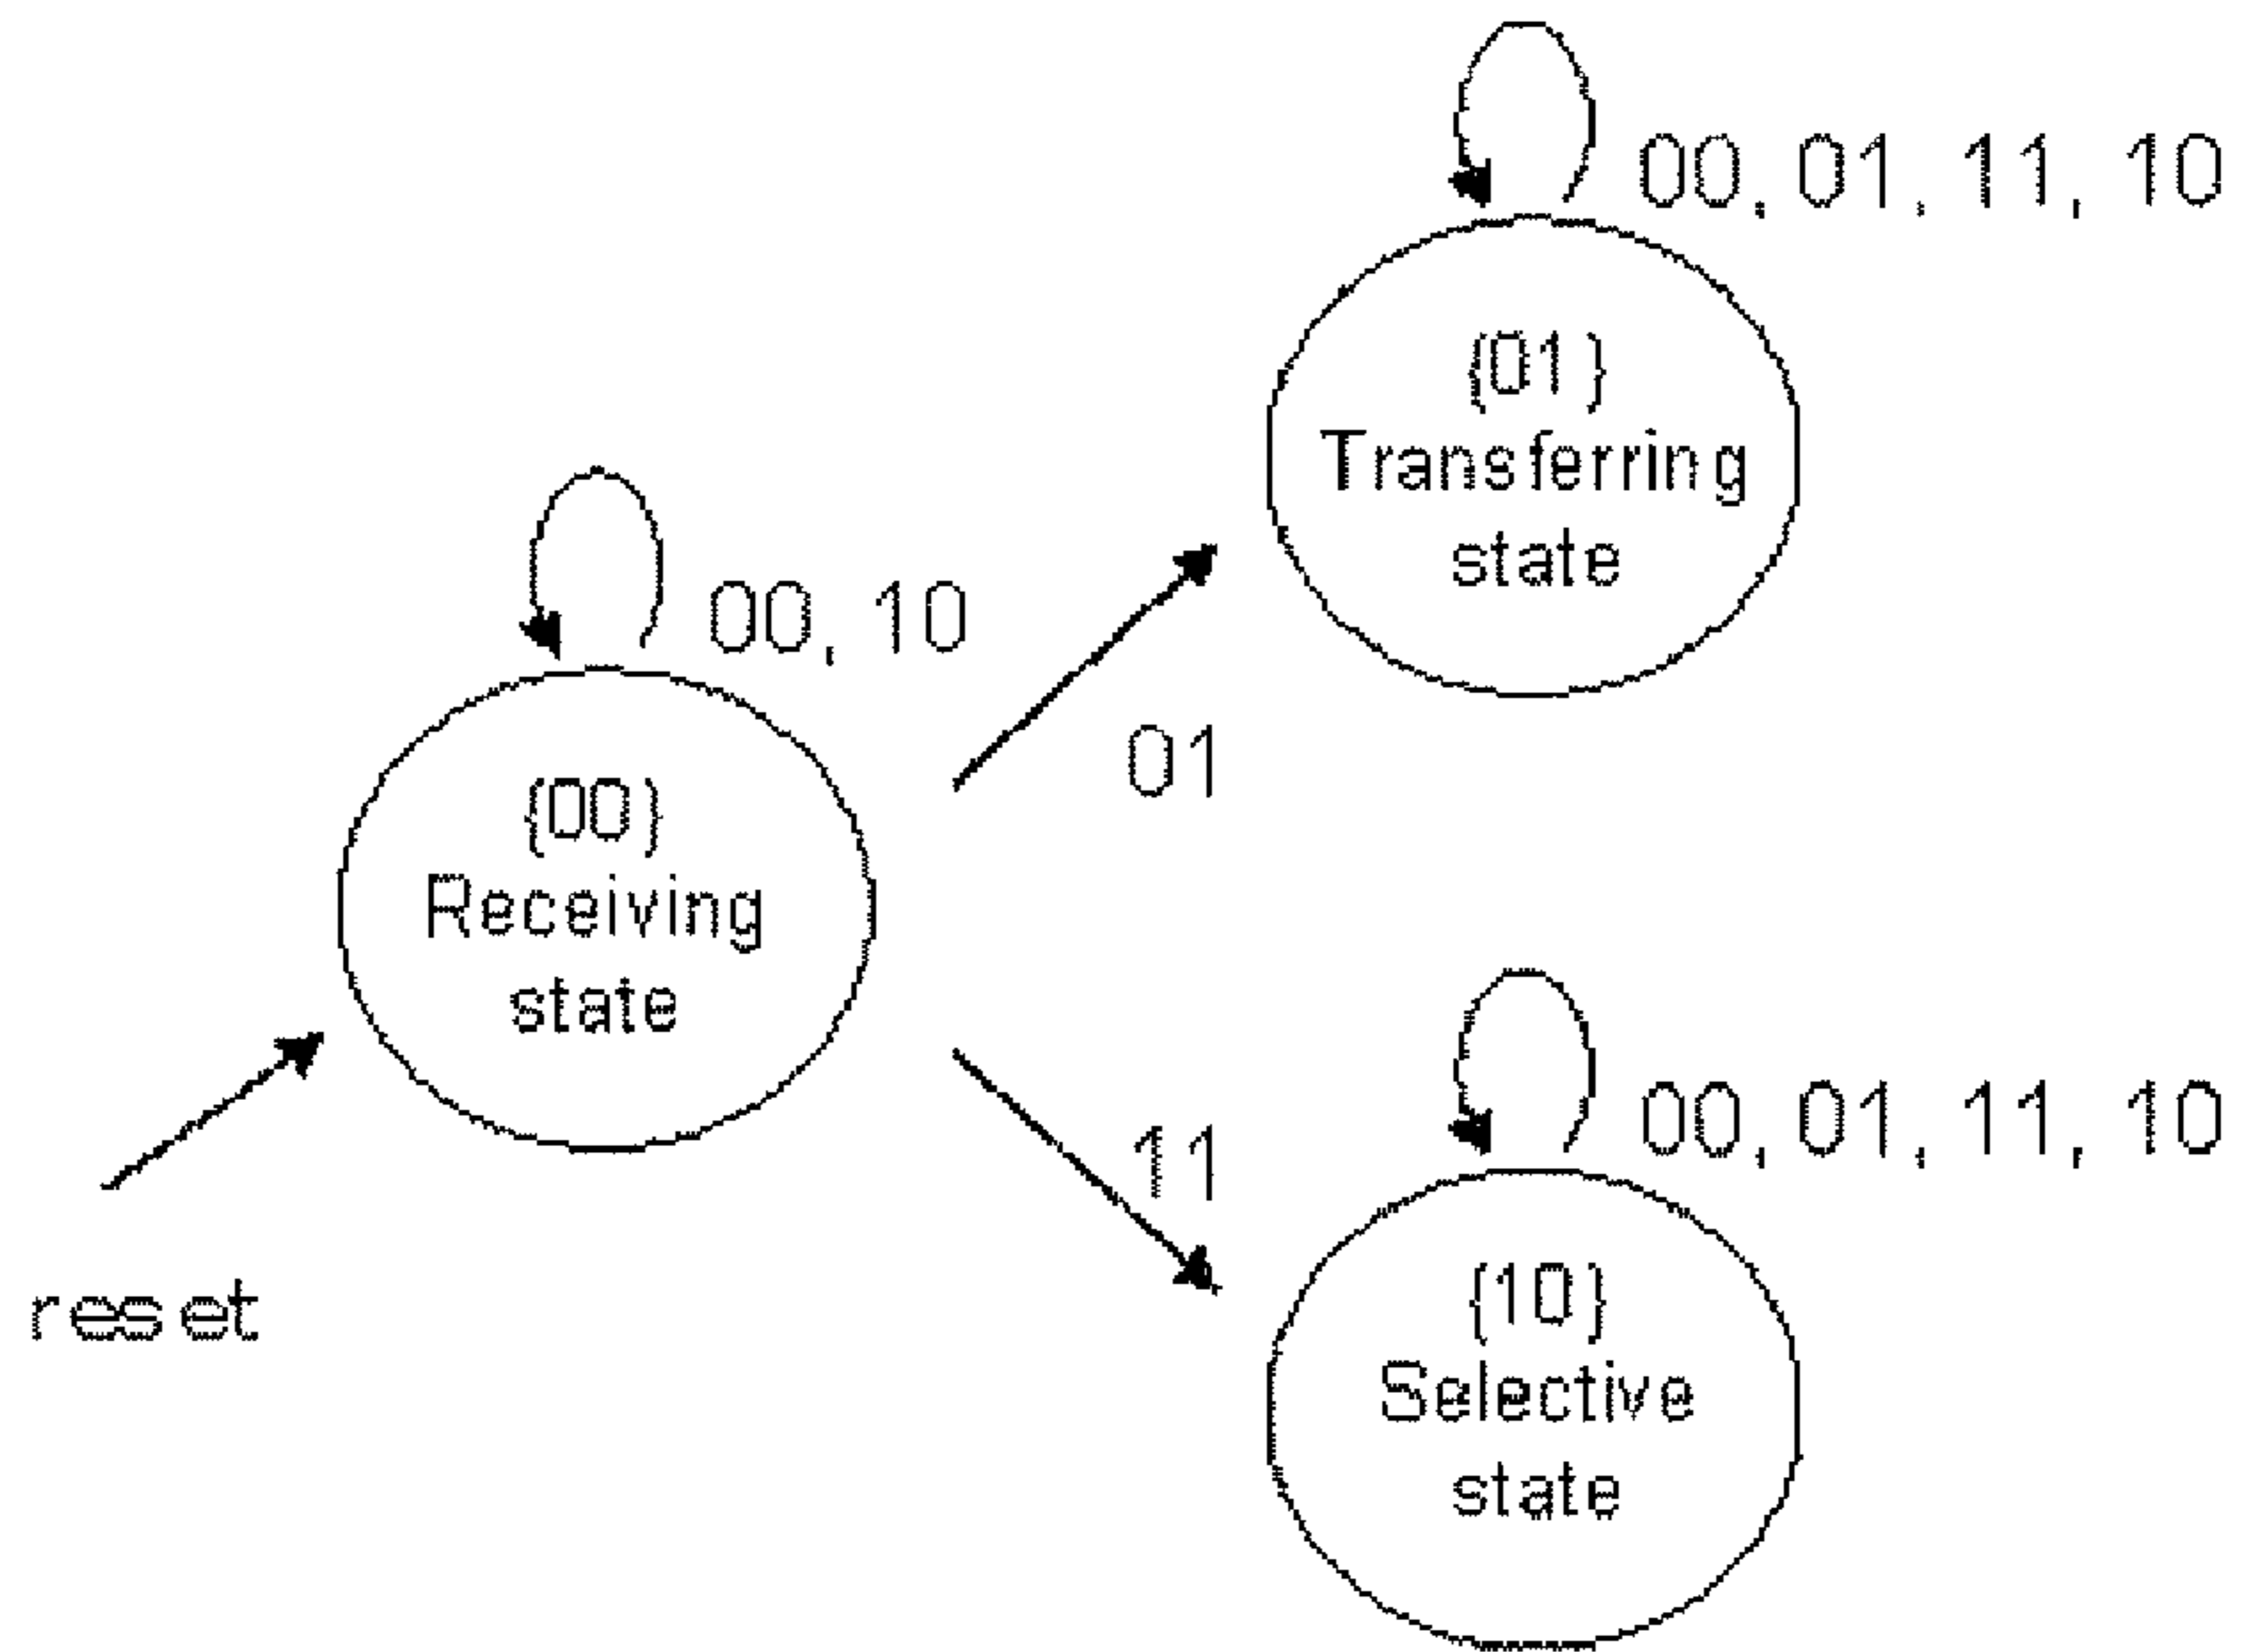 00, 01, 11, 10
{01}
Transferring
state
00, 10
01
{00}
Receiving
state
reset
11
00, 01, 11, 10
{10}
Selective
state